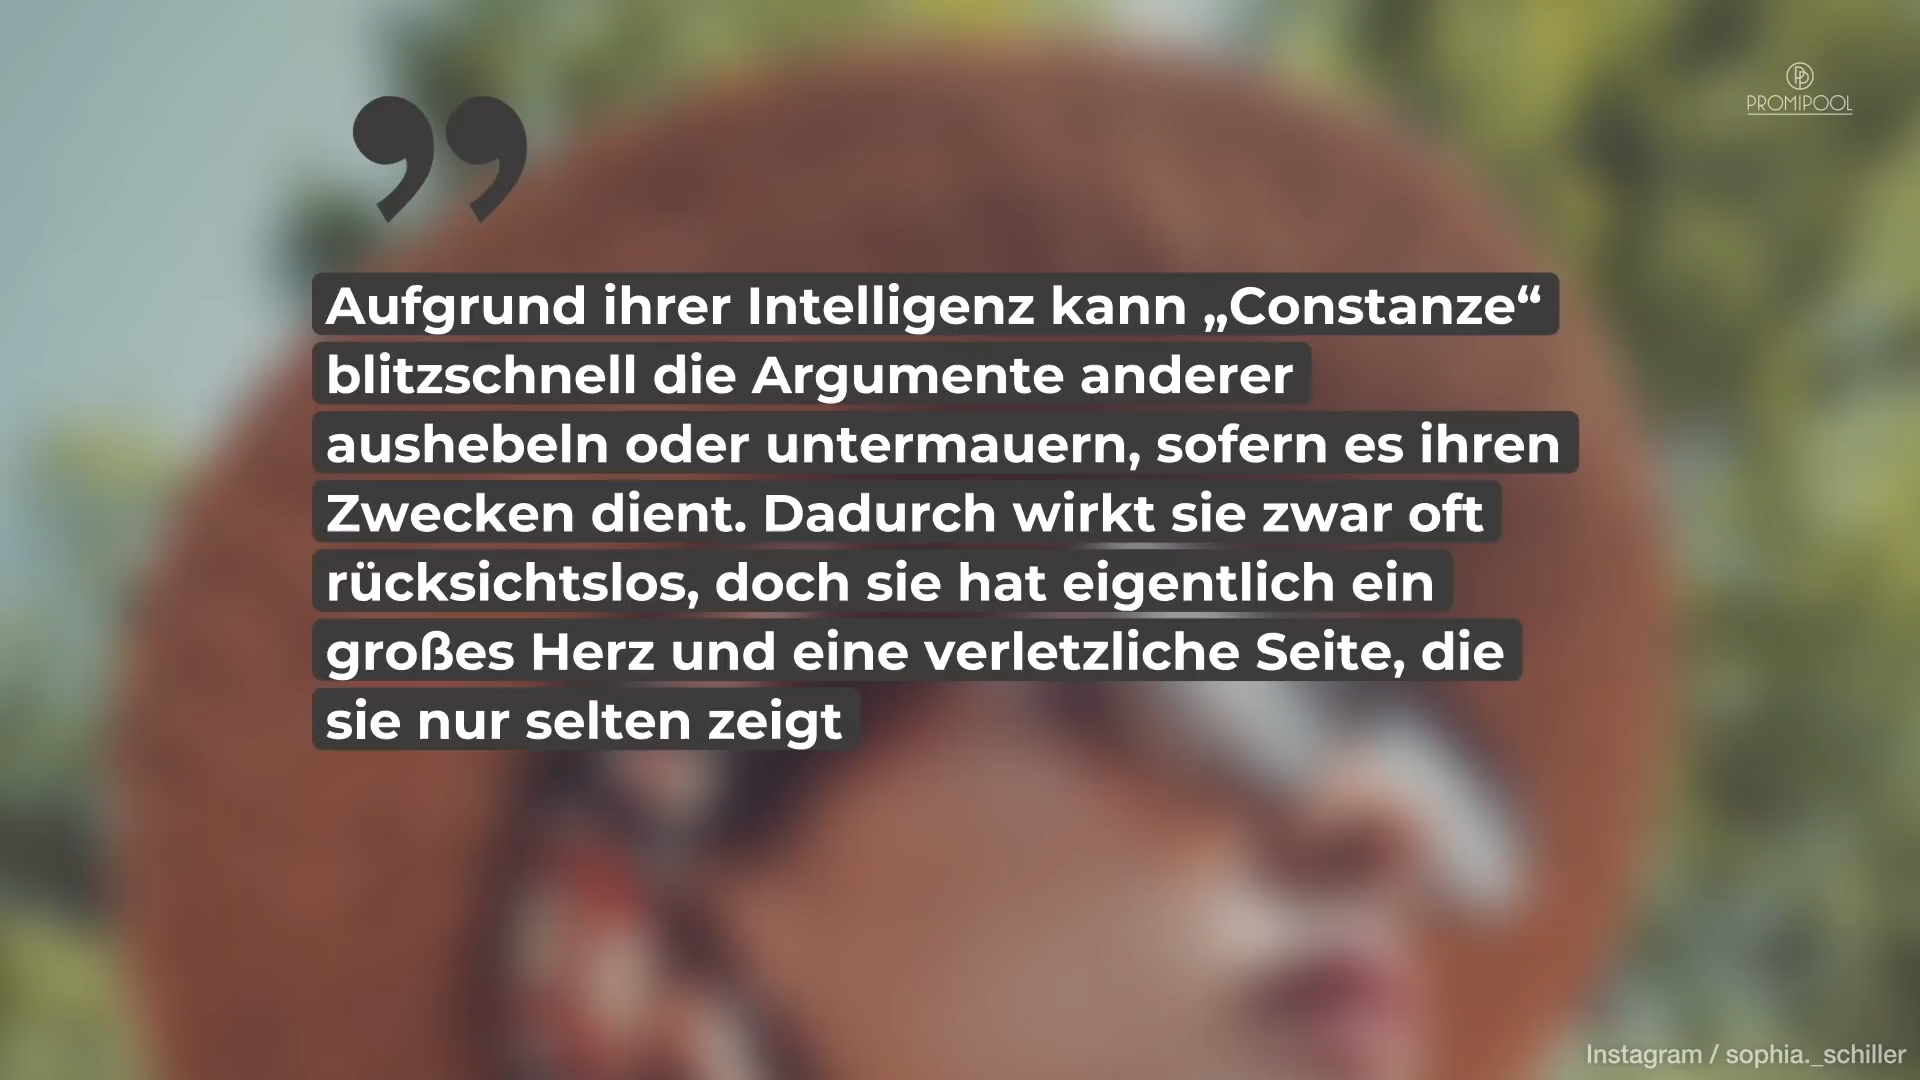 PROMIPOOL
”
Aufgrund ihrer Intelligenz kann „Constanze“
blitzschnell die Argumente anderer
aushebeln oder untermauern, sofern es ihren
Zwecken dient. Dadurch wirkt sie zwar oft
rücksichtslos, doch sie hat eigentlich ein
großes Herz und eine verletzliche Seite, die
sie nur selten zeigt
Instagram / sophia._schiller